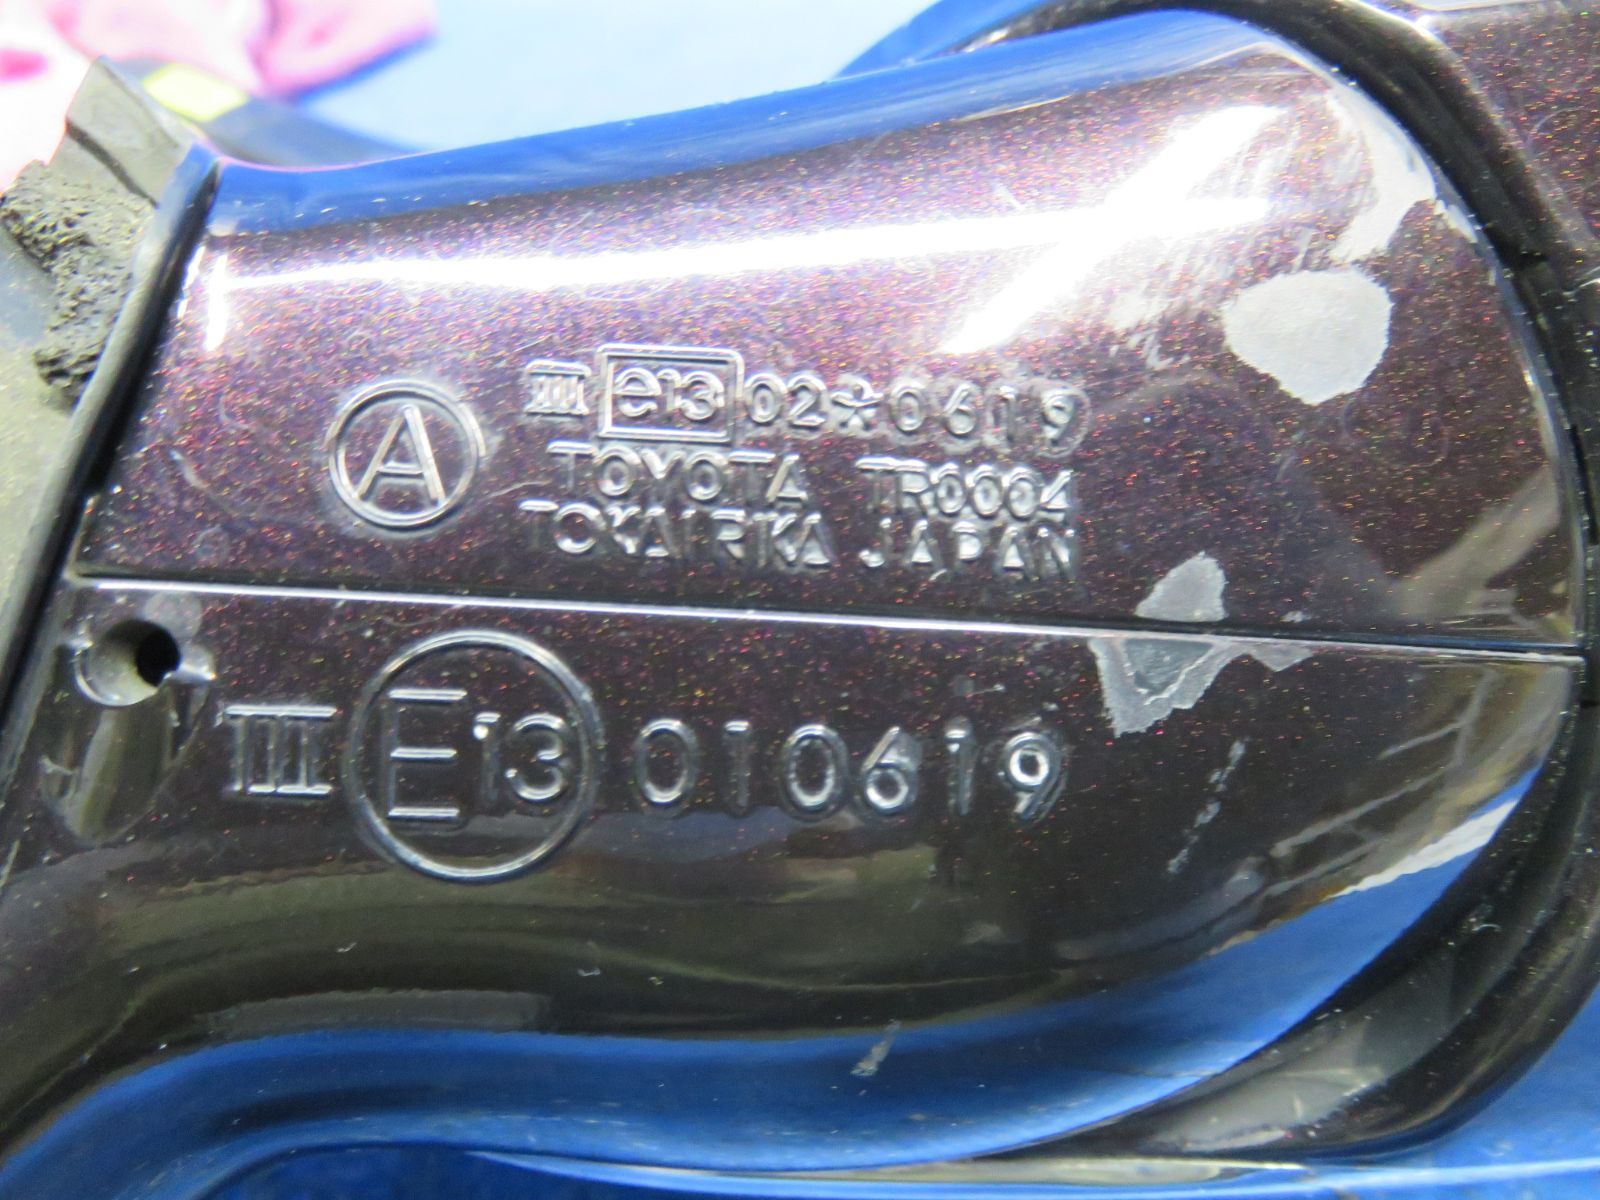 A
III e13 02*0619
TOYOTA TR0004
TOKAIRIKA JAPAN
III E13 010619